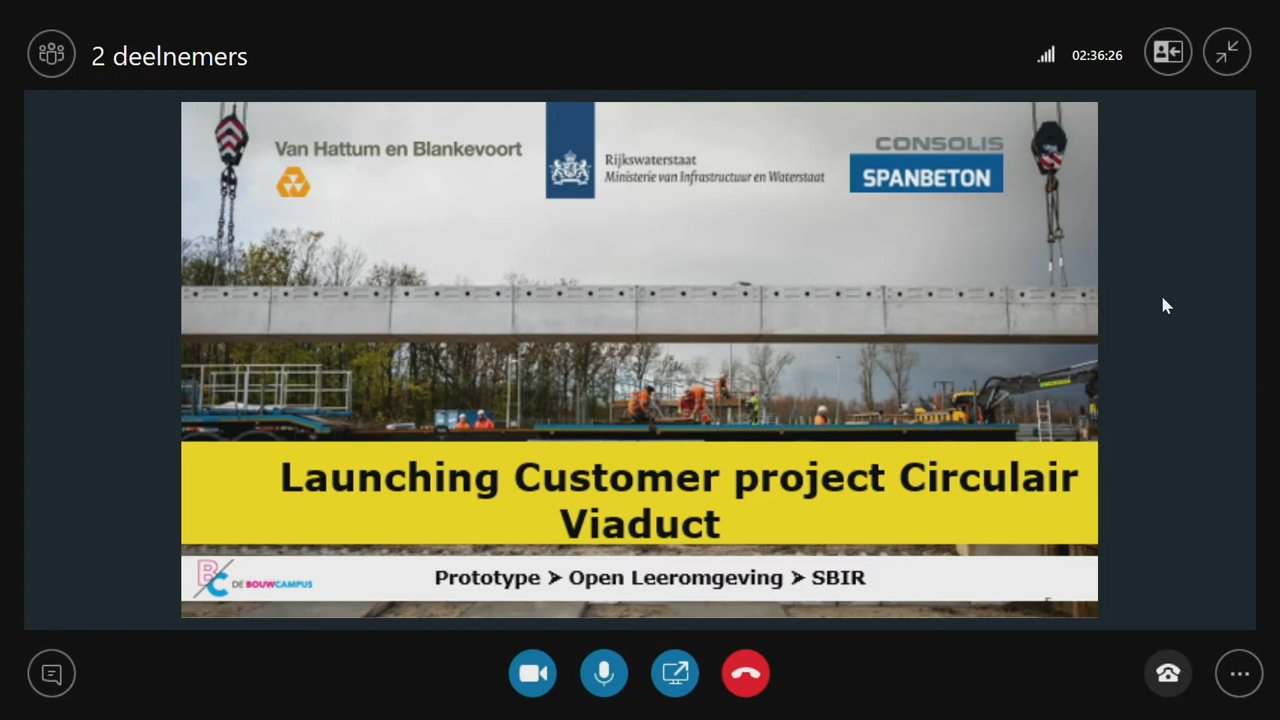 2 deelnemers
02:36:26
Van Hattum en Blankevoort
Rijkswaterstaat
Ministerie van Infrastructuur en Waterstaat
CONSOLIS
SPANBETON
Launching Customer project Circulair
Viaduct
BC DE BOUWCAMPUS
Prototype ➢ Open Leeromgeving ➢ SBIR